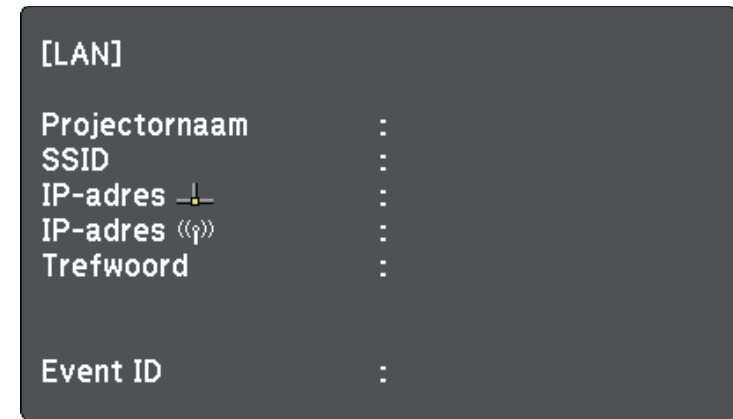 [LAN]
Projectornaam :
SSID :
IP-adres :
IP-adres :
Trefwoord :
Event ID :